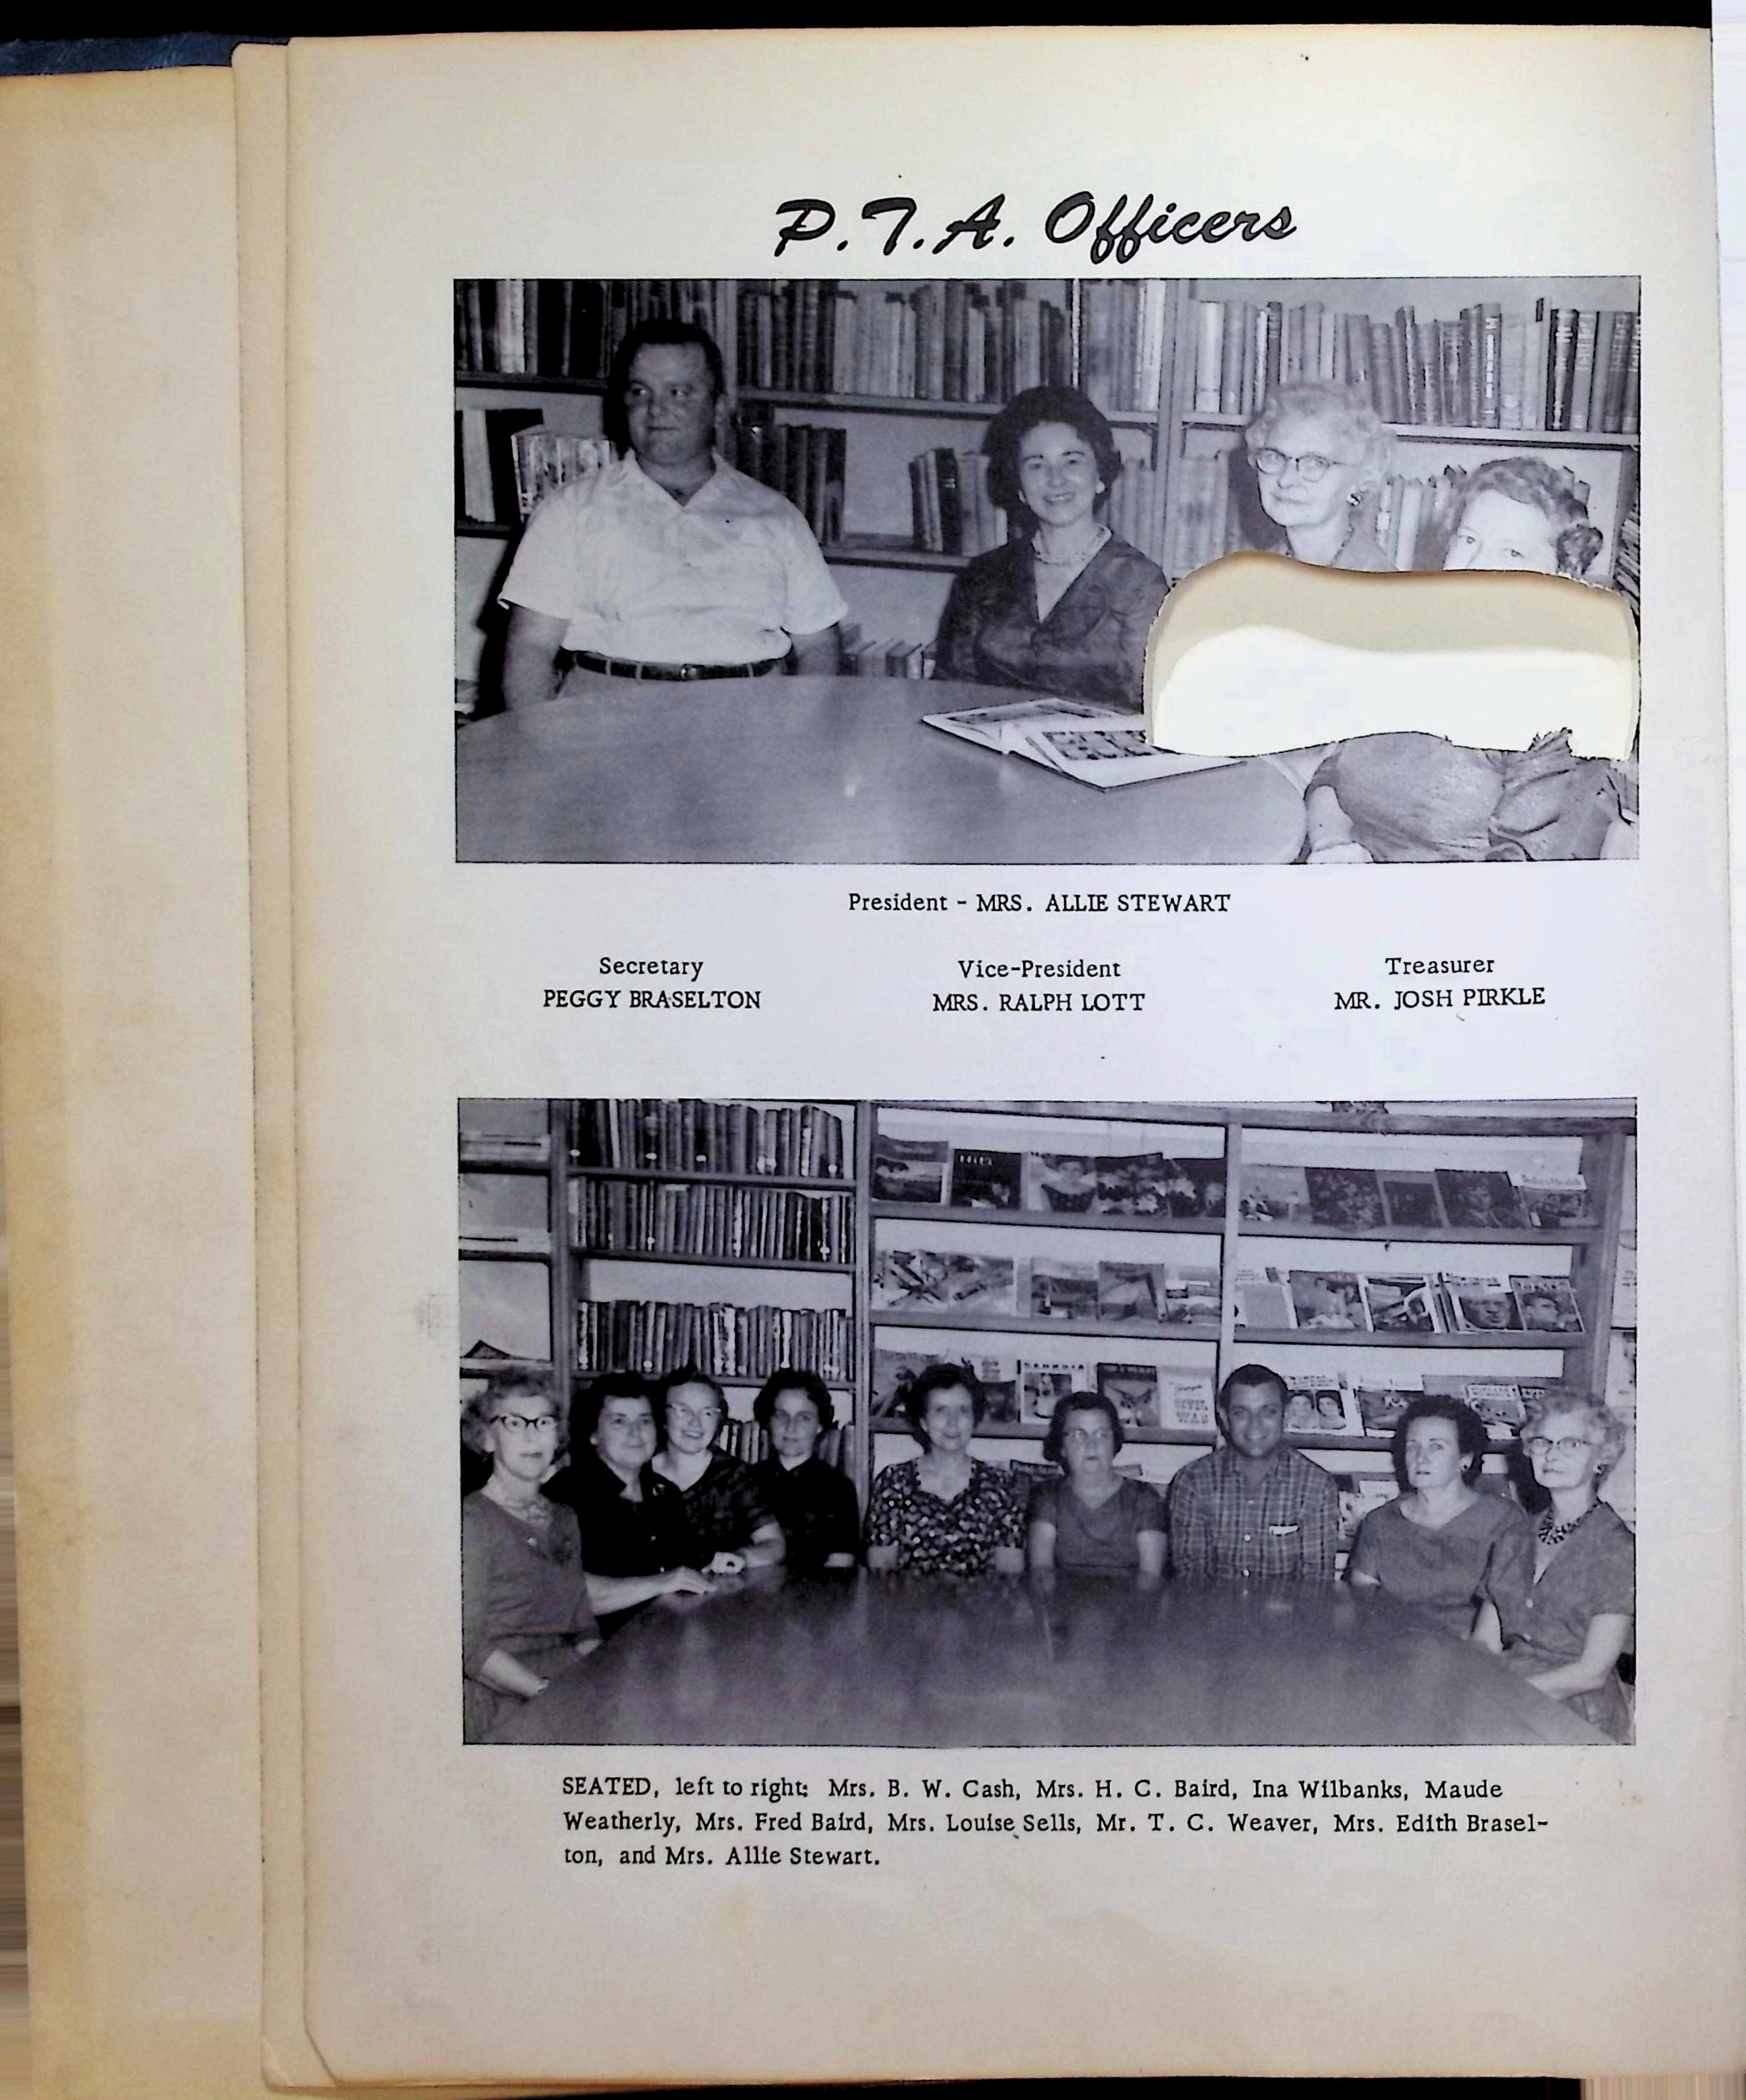 P.T.A. Officers
President - MRS. ALLIE STEWART
Secretary
PEGGY BRASELTON
Vice-President
MRS. RALPH LOTT
Treasurer
MR. JOSH PIRKLE
SEATED, left to right: Mrs. B. W. Cash, Mrs. H. C. Baird, Ina Wilbanks, Maude
Weatherly, Mrs. Fred Baird, Mrs. Louise Sells, Mr. T. C. Weaver, Mrs. Edith Brasel-
ton, and Mrs. Allie Stewart.